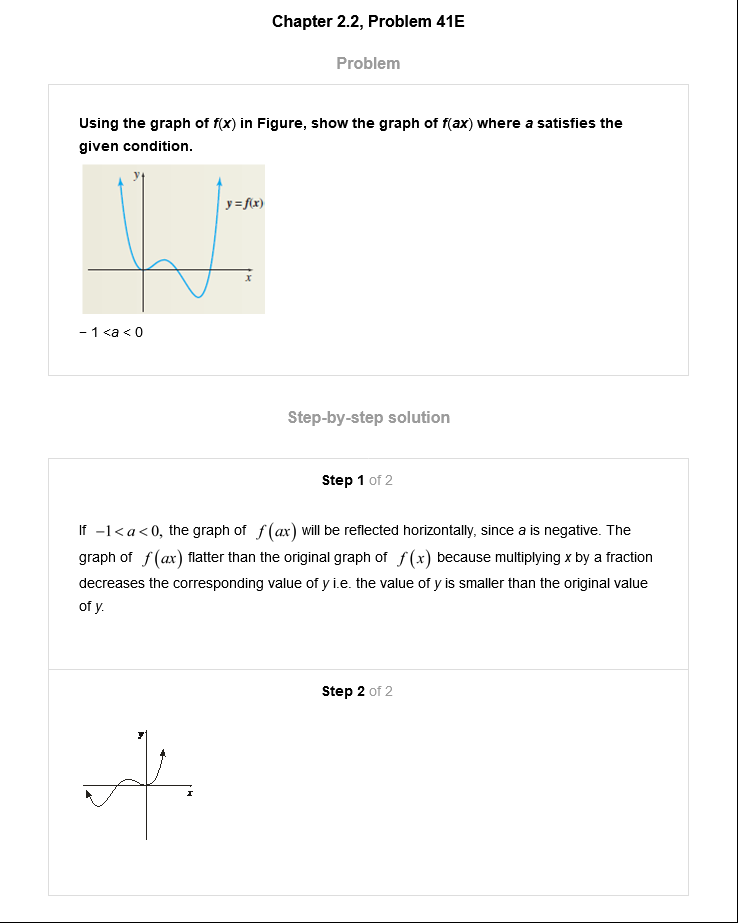 Chapter 2.2, Problem 41E
Problem
Using the graph of f(x) in Figure, show the graph of f(ax) where a satisfies the
given condition.
y
y = f(x)
x
– 1 <a < 0
Step-by-step solution
Step 1 of 2
If −1 < a < 0, the graph of f(ax) will be reflected horizontally, since a is negative. The
graph of f(ax) flatter than the original graph of f(x) because multiplying x by a fraction
decreases the corresponding value of y i.e. the value of y is smaller than the original value
of y.
Step 2 of 2
y
x